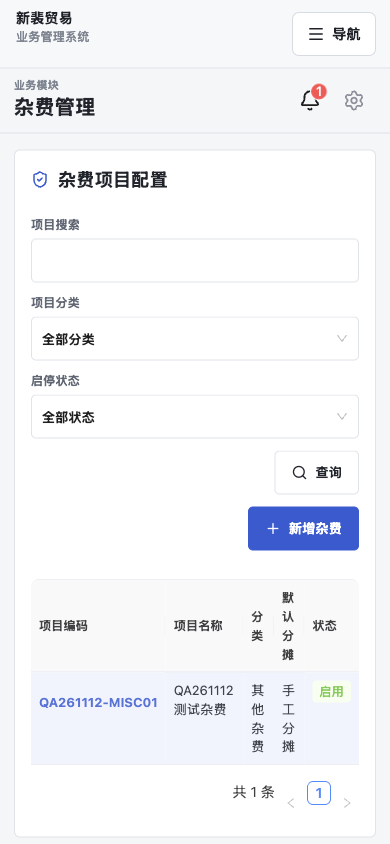 新裴贸易
业务管理系统
导航
业务模块
杂费管理
1
杂费项目配置
项目搜索
项目分类
全部分类
启停状态
全部状态
查询
新增杂费
项目编码
项目名称
分类
默认分摊
状态
QA261112-MISC01
QA261112
测试杂费
其他杂费
手工分摊
启用
共 1 条
1